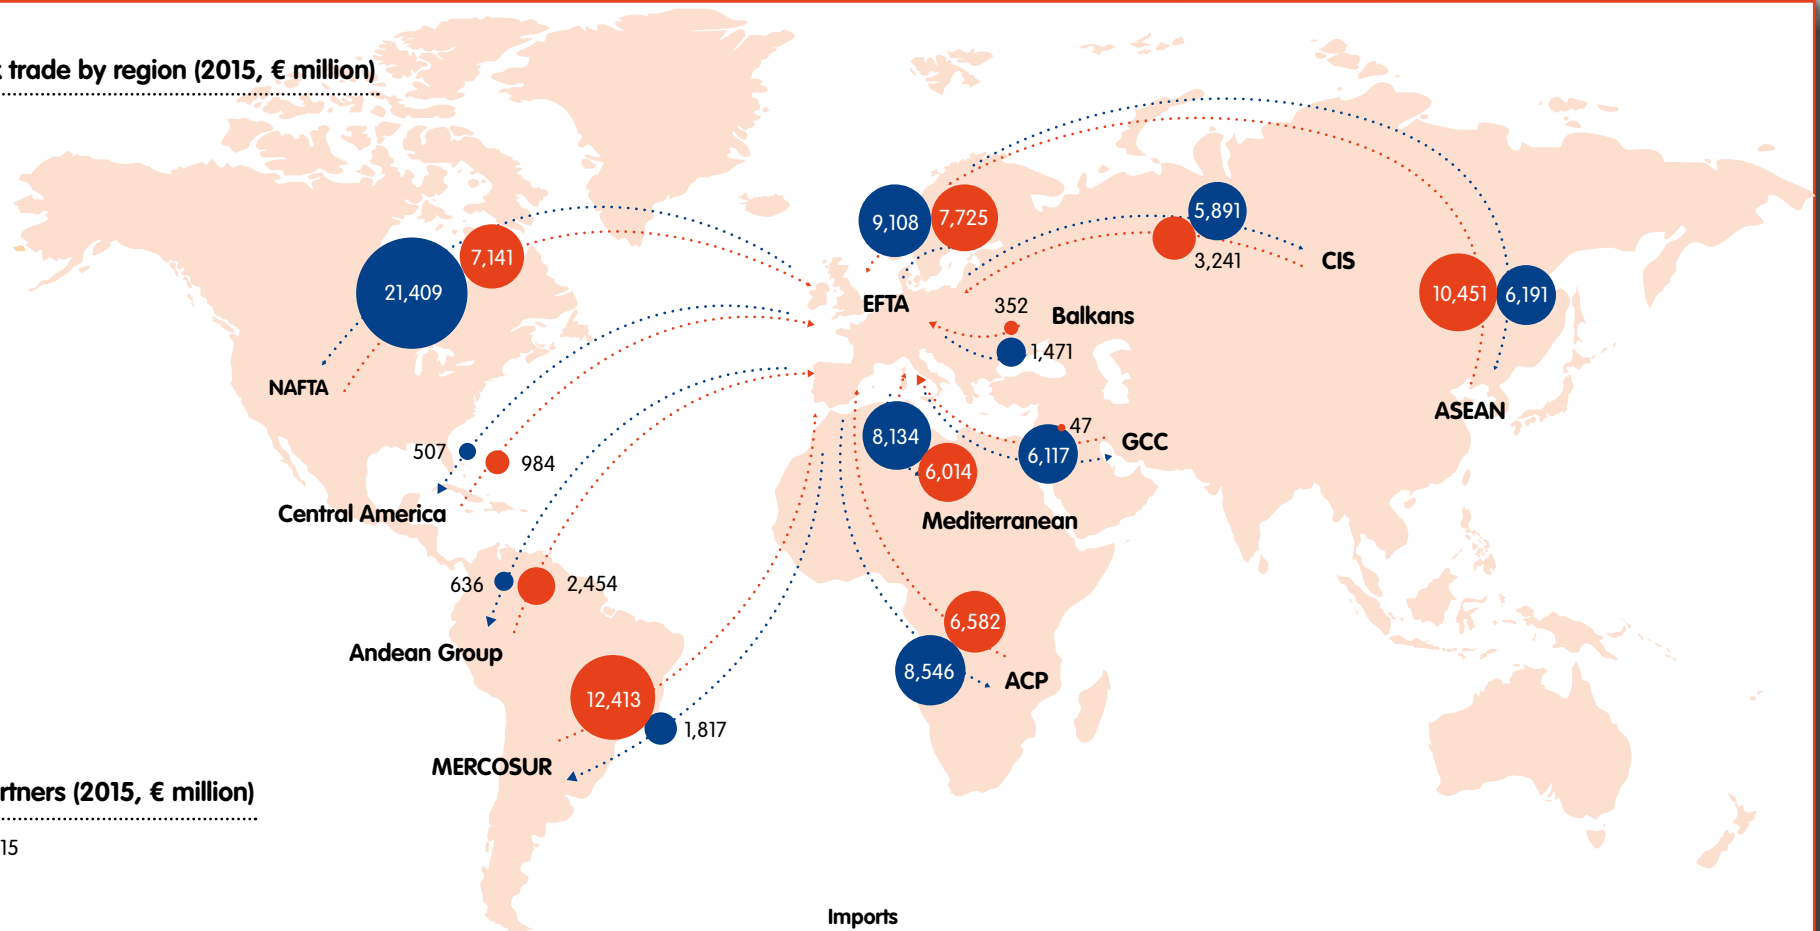 trade by region (2015, € million)
9,108
7,725
5,891
3,241
CIS
7,141
21,409
NAFTA
EFTA
352
Balkans
1,471
10,451
6,191
ASEAN
507
984
Central America
8,134
6,014
Mediterranean
47
6,117
GCC
636
2,454
Andean Group
6,582
8,546
ACP
12,413
1,817
MERCOSUR
rtners (2015, € million)
15
Imports